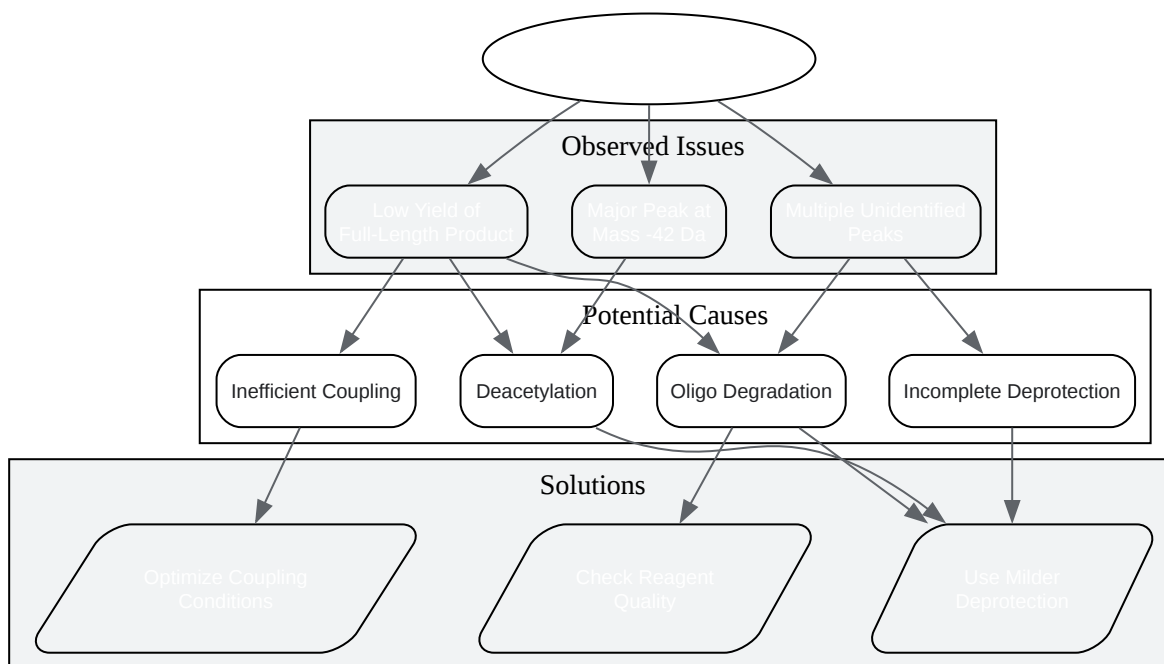 Observed Issues
Low Yield of
Full-Length Product
Major Peak at
Mass -42 Da
Multiple Unidentified
Peaks
Potential Causes
Inefficient Coupling
Deacetylation
Oligo Degradation
Incomplete Deprotection
Solutions
Optimize Coupling
Conditions
Check Reagent
Quality
Use Milder
Deprotection